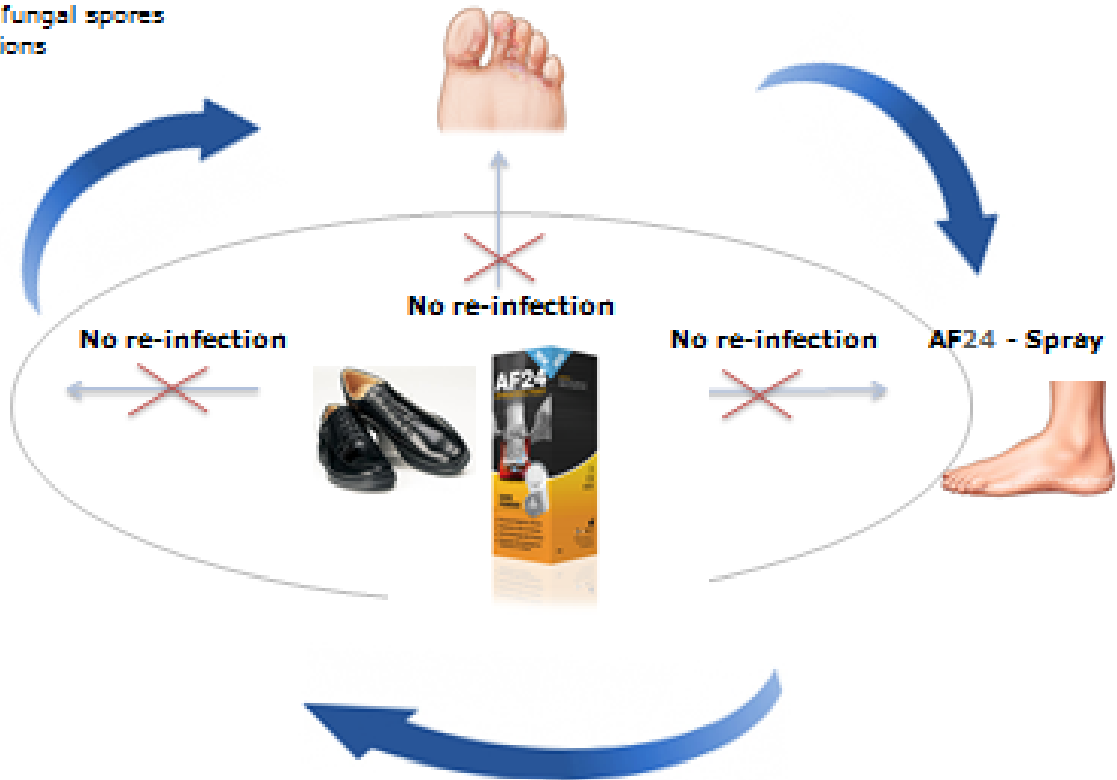 fungal spores
ions
No re-infection
No re-infection
No re-infection
AF24 - Spray
AF24